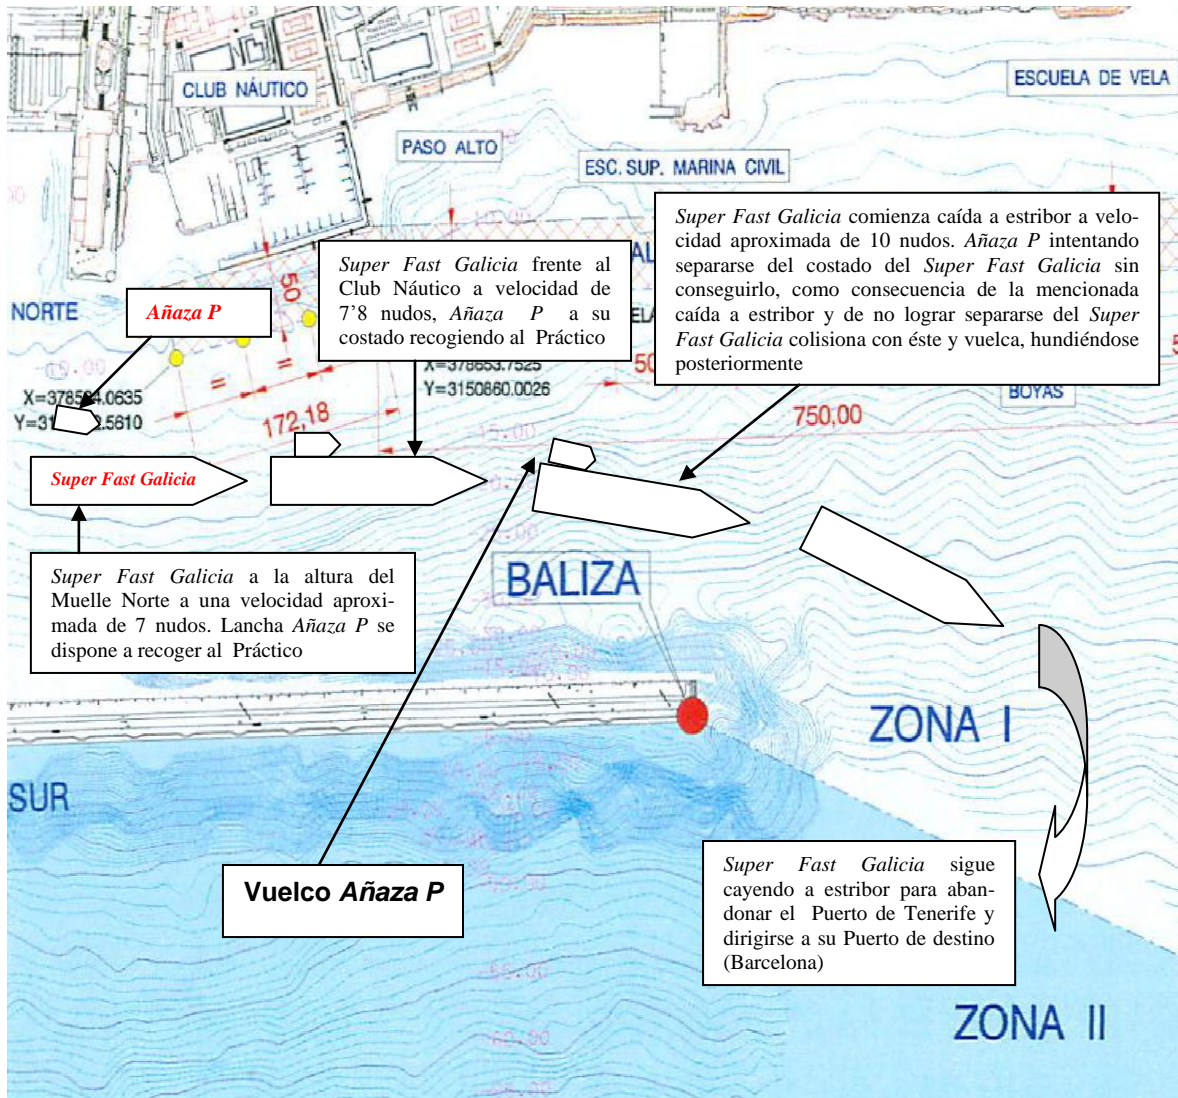 CLUB NÁUTICO
ESCUELA DE VELA
PASO ALTO
ESC. SUP. MARINA CIVIL
Super Fast Galicia comienza caída a estribor a velo-
cidad aproximada de 10 nudos. Añaza P intentando
separarse del costado del Super Fast Galicia sin
conseguirlo, como consecuencia de la mencionada
caída a estribor y de no lograr separarse del Super
Fast Galicia colisiona con éste y vuelca, hundiéndose
posteriormente
Super Fast Galicia frente al
Club Náutico a velocidad de
7'8 nudos, Añaza P a su
costado recogiendo al Práctico
NORTE
Añaza P
50
X=378653.7525
Y=3150860.0026
50
BOYAS
172,18
750,00
Super Fast Galicia
Super Fast Galicia a la altura del
Muelle Norte a una velocidad aproxi-
mada de 7 nudos. Lancha Añaza P se
dispone a recoger al Práctico
BALIZA
ZONA I
SUR
Vuelco Añaza P
Super Fast Galicia sigue
cayendo a estribor para aban-
donar el Puerto de Tenerife y
dirigirse a su Puerto de destino
(Barcelona)
ZONA II